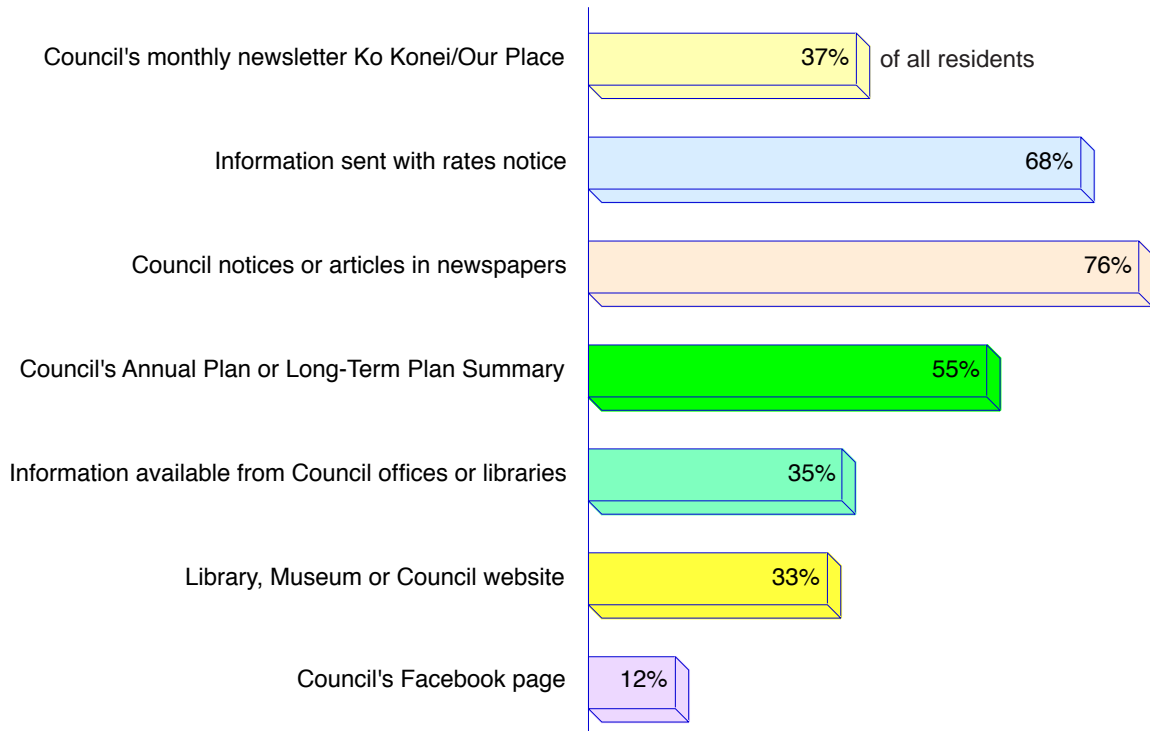 Council's monthly newsletter Ko Konei/Our Place 37% of all residents
Information sent with rates notice 68%
Council notices or articles in newspapers 76%
Council's Annual Plan or Long-Term Plan Summary 55%
Information available from Council offices or libraries 35%
Library, Museum or Council website 33%
Council's Facebook page 12%